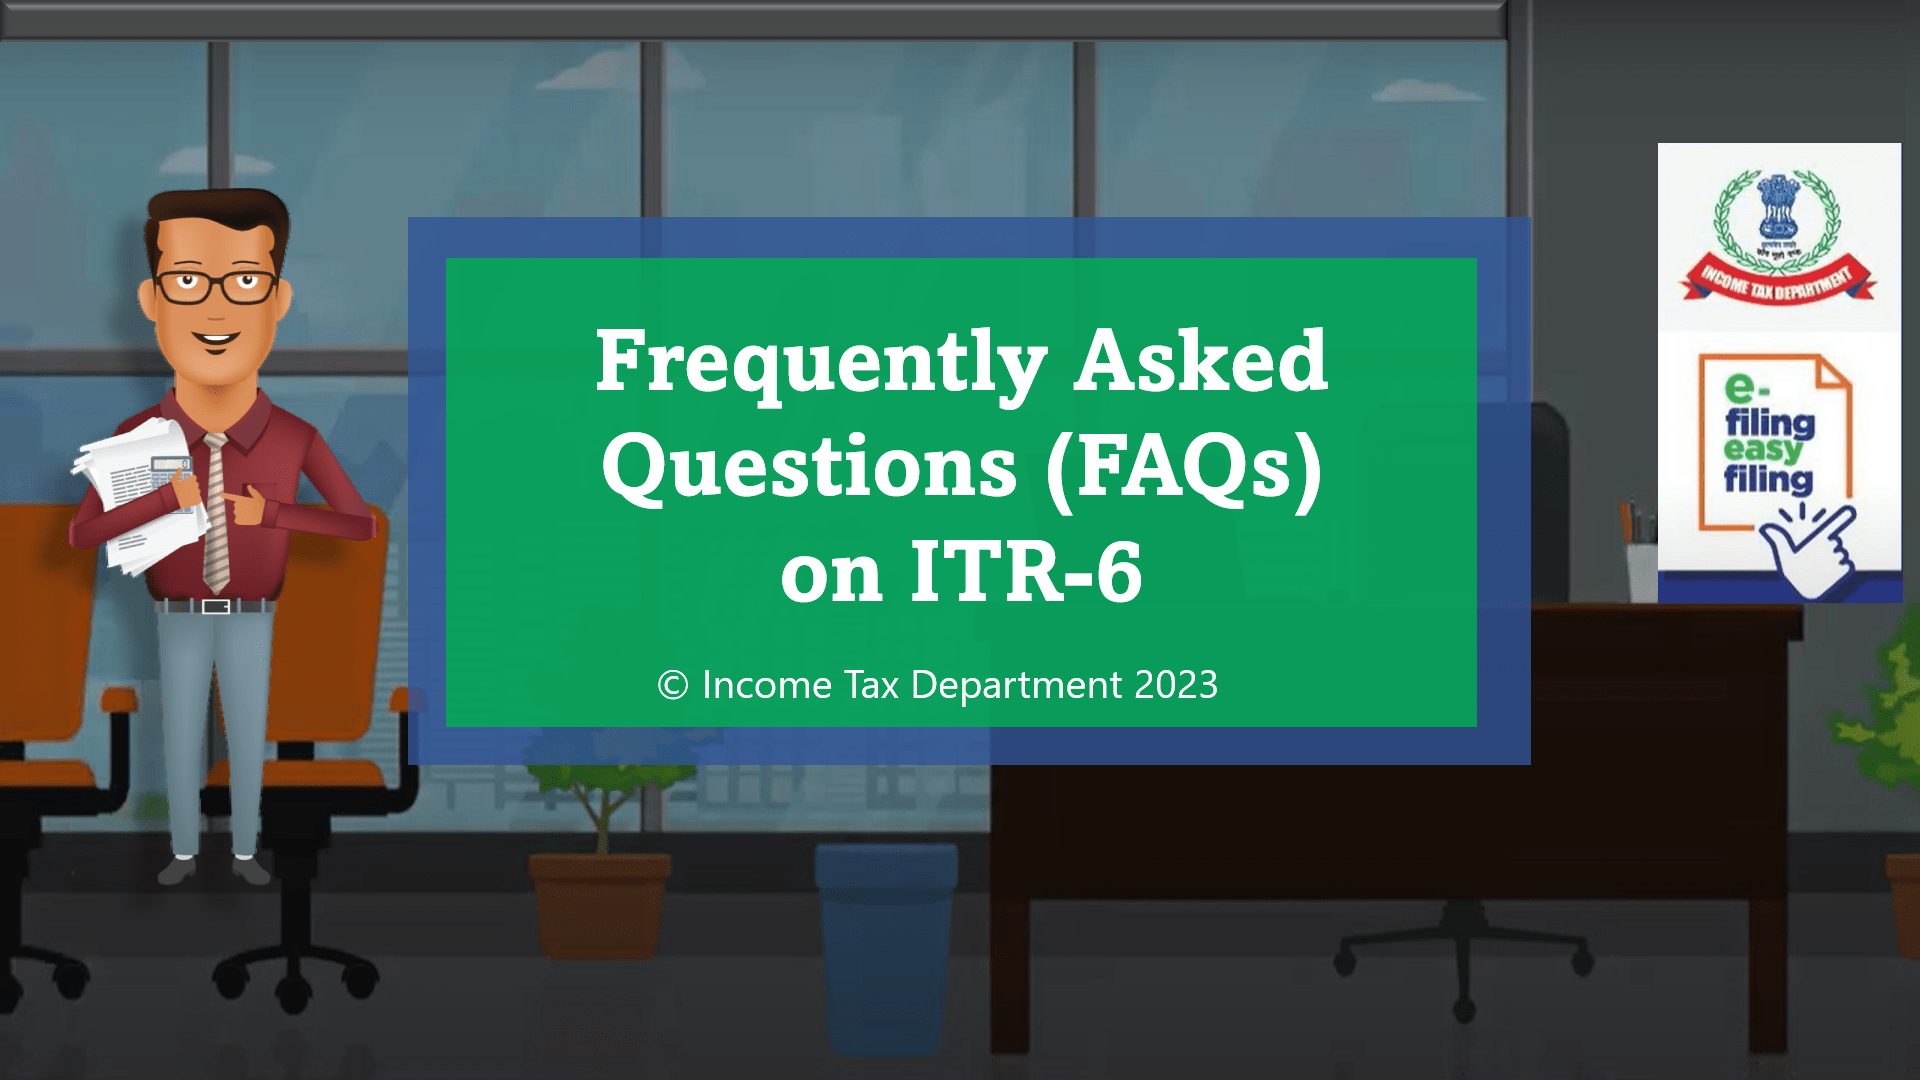 Frequently Asked
Questions (FAQs)
on ITR-6
© Income Tax Department 2023
INCOME TAX DEPARTMENT
e-
filing
easy
filing